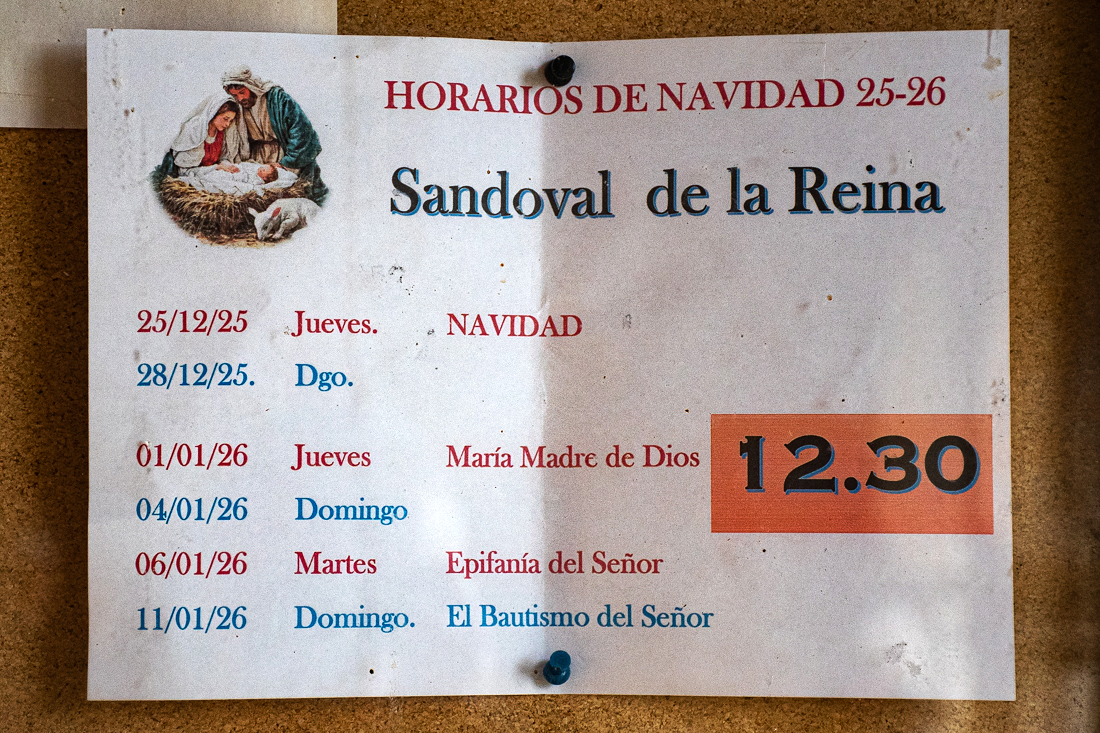 HORARIOS DE NAVIDAD 25-26
Sandoval de la Reina
25/12/25 Jueves. NAVIDAD
28/12/25. Dgo.
01/01/26 Jueves María Madre de Dios 12.30
04/01/26 Domingo
06/01/26 Martes Epifanía del Señor
11/01/26 Domingo. El Bautismo del Señor